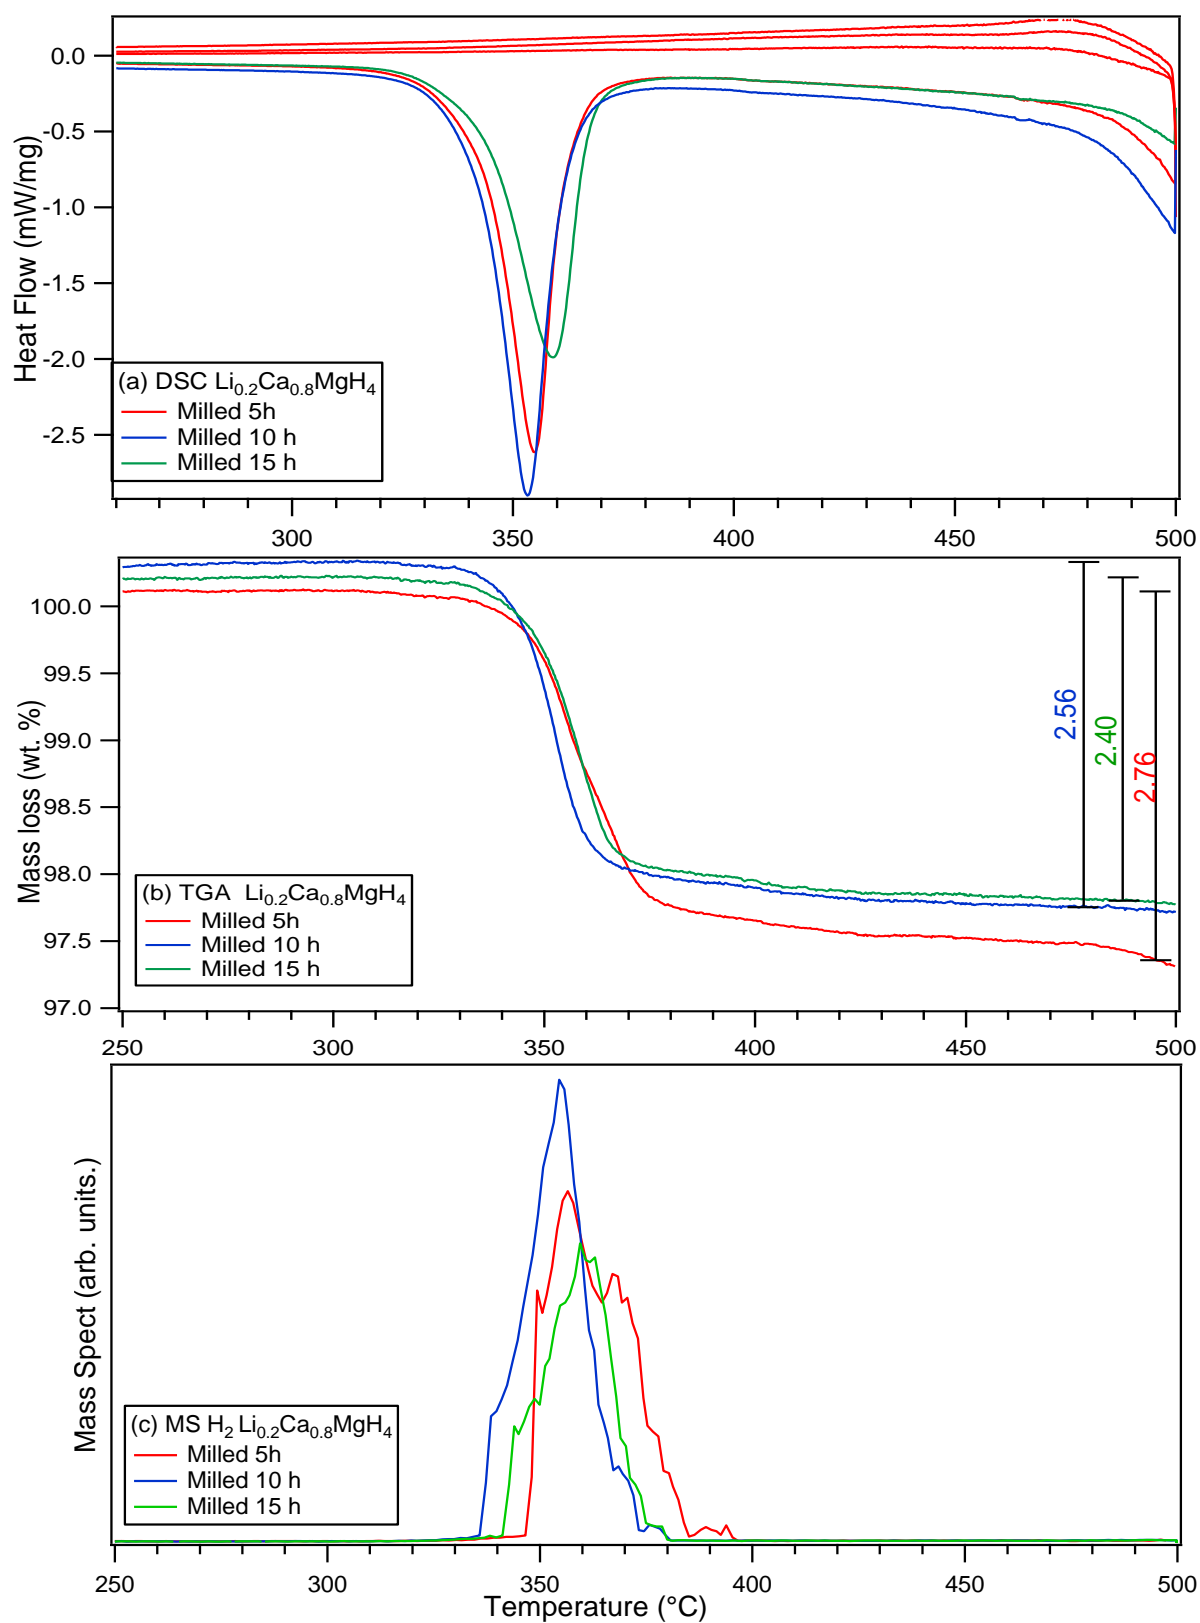 0.0
-0.5
-1.0
-1.5
-2.0
-2.5
Heat Flow (mW/mg)
(a) DSC Li0.2Ca0.8MgH4
Milled 5h
Milled 10 h
Milled 15 h
300 350 400 450 500
100.0
99.5
99.0
98.5
98.0
97.5
97.0
Mass loss (wt. %)
2.56
2.40
2.76
(b) TGA Li0.2Ca0.8MgH4
Milled 5h
Milled 10 h
Milled 15 h
250 300 350 400 450 500
Mass Spect (arb. units.)
(c) MS H2 Li0.2Ca0.8MgH4
Milled 5h
Milled 10 h
Milled 15 h
250 300 350 400 450 500
Temperature (°C)